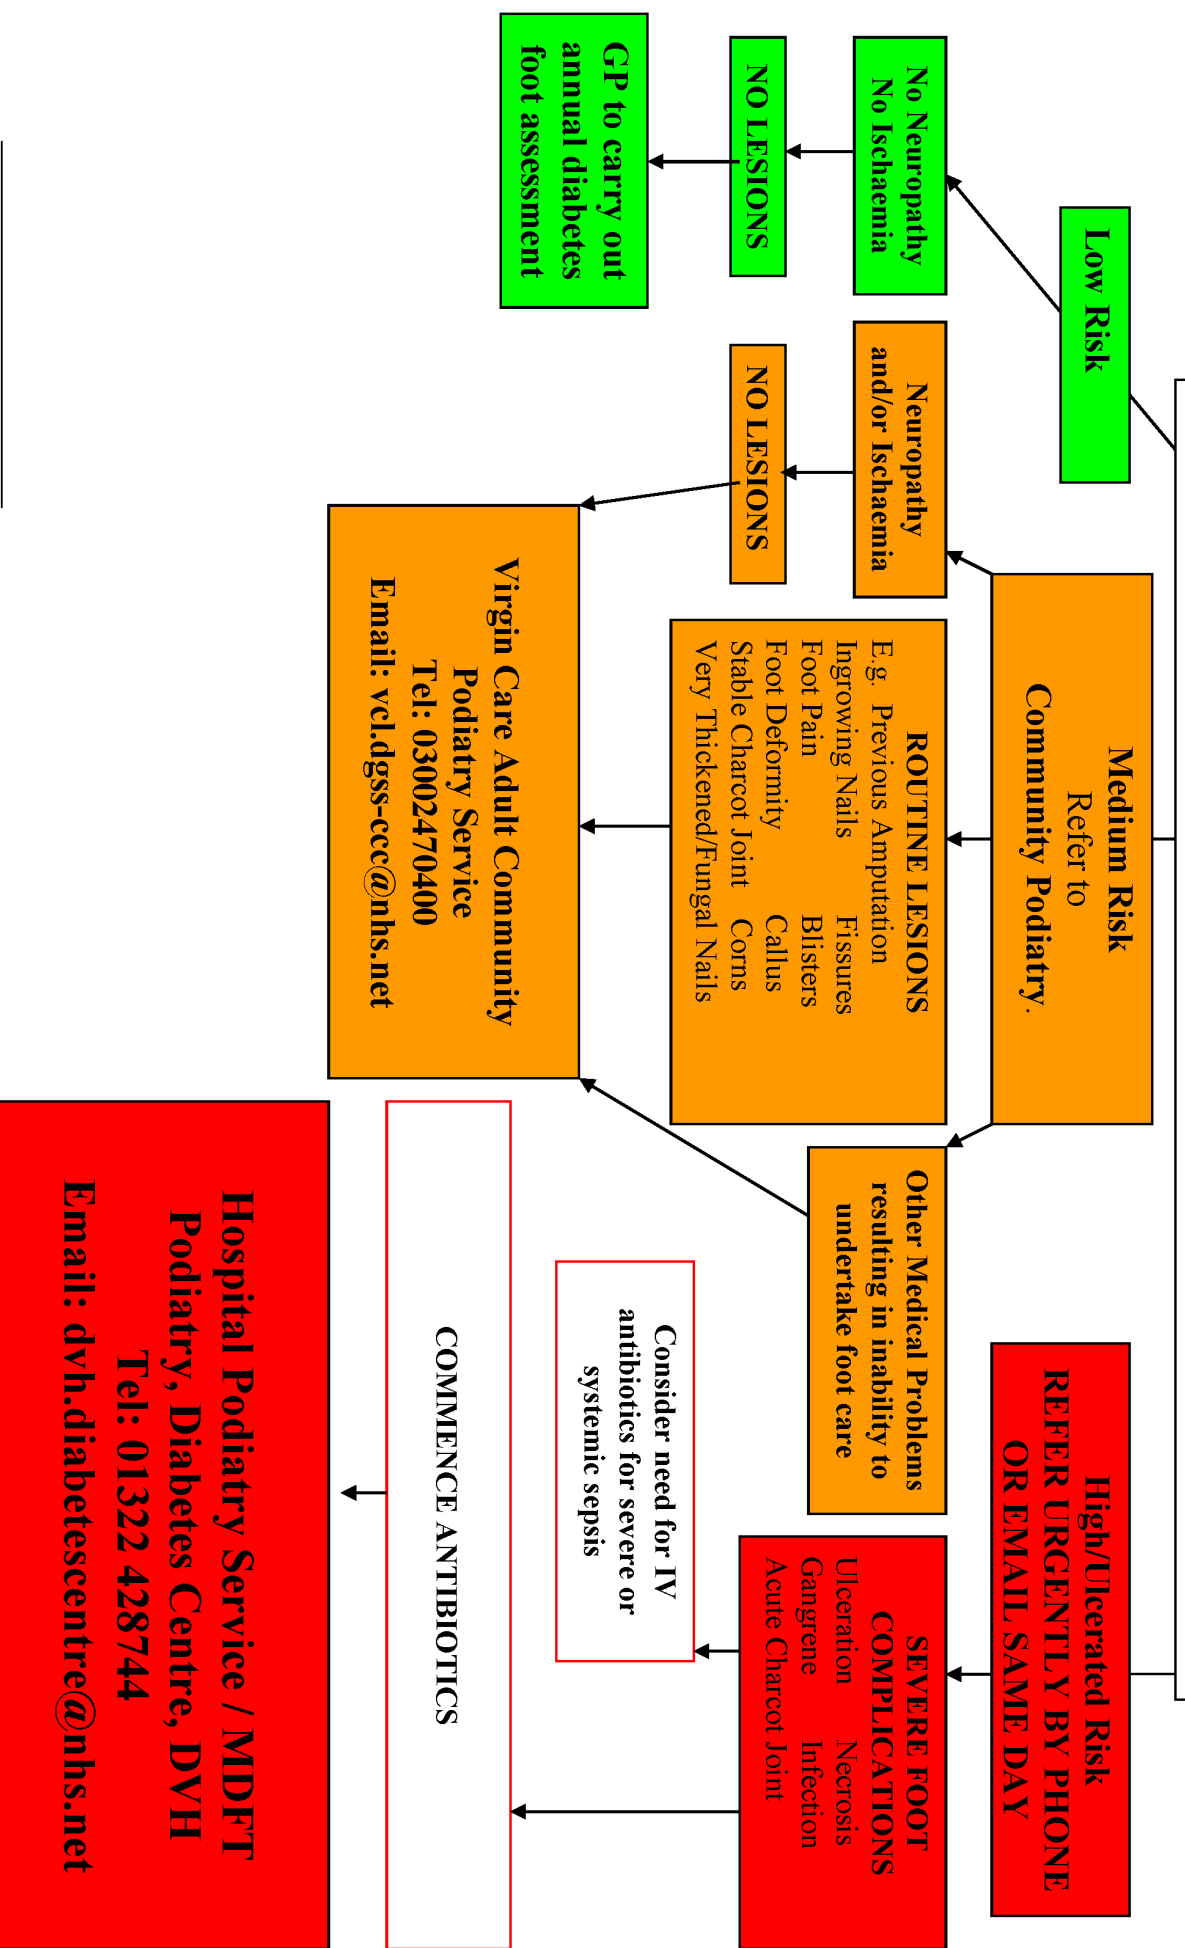 Low Risk
Medium Risk
Refer to
Community Podiatry.
High/Ulcerated Risk
REFER URGENTLY BY PHONE
OR EMAIL SAME DAY
No Neuropathy
No Ischaemia
Neuropathy
and/or Ischaemia
ROUTINE LESIONS
E.g. Previous Amputation
Ingrowing Nails Fissures
Foot Pain Blisters
Foot Deformity Callus
Stable Charcot Joint Corns
Very Thickened/Fungal Nails
Other Medical Problems
resulting in inability to
undertake foot care
SEVERE FOOT
COMPLICATIONS
Ulceration Necrosis
Gangrene Infection
Acute Charcot Joint
NO LESIONS
NO LESIONS
GP to carry out
annual diabetes
foot assessment
Consider need for IV
antibiotics for severe or
systemic sepsis
Virgin Care Adult Community
Podiatry Service
Tel: 03002470400
Email: vcl.dgss-ccc@nhs.net
COMMENCE ANTIBIOTICS
Hospital Podiatry Service / MDFT
Podiatry, Diabetes Centre, DVH
Tel: 01322 428744
Email: dvh.diabetescentre@nhs.net